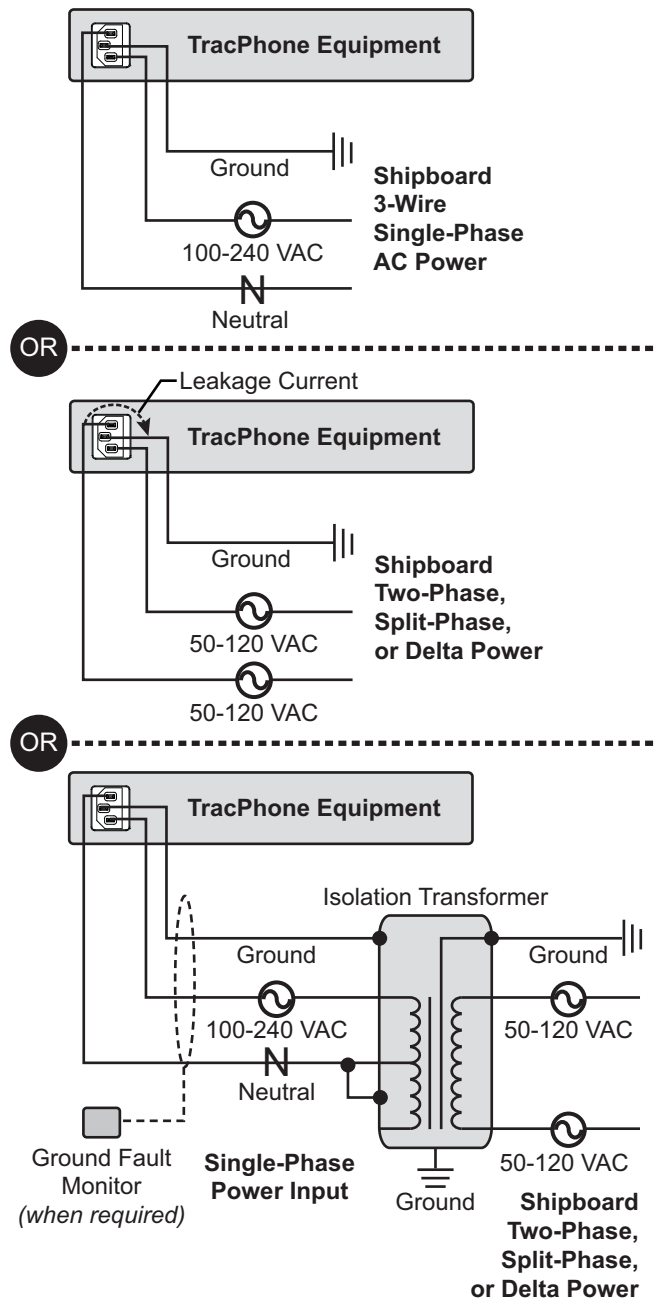 TracPhone Equipment
Ground
100-240 VAC
N
Neutral
Shipboard
3-Wire
Single-Phase
AC Power
OR
Leakage Current
TracPhone Equipment
Ground
50-120 VAC
50-120 VAC
Shipboard
Two-Phase,
Split-Phase,
or Delta Power
OR
TracPhone Equipment
Isolation Transformer
Ground
Ground
100-240 VAC
50-120 VAC
N
Neutral
Ground Fault
Monitor
(when required)
Single-Phase
Power Input
Ground
50-120 VAC
Shipboard
Two-Phase,
Split-Phase,
or Delta Power